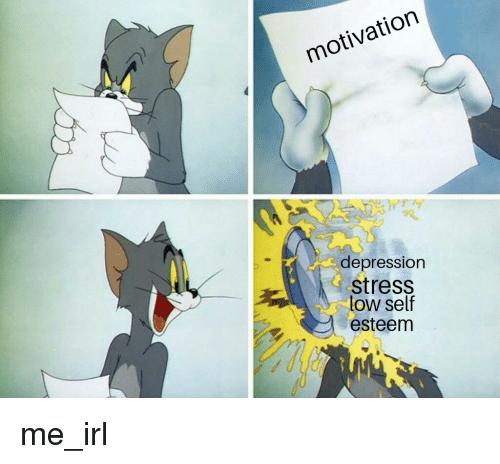 motivation
depression
stress
low self
esteem
me_irl